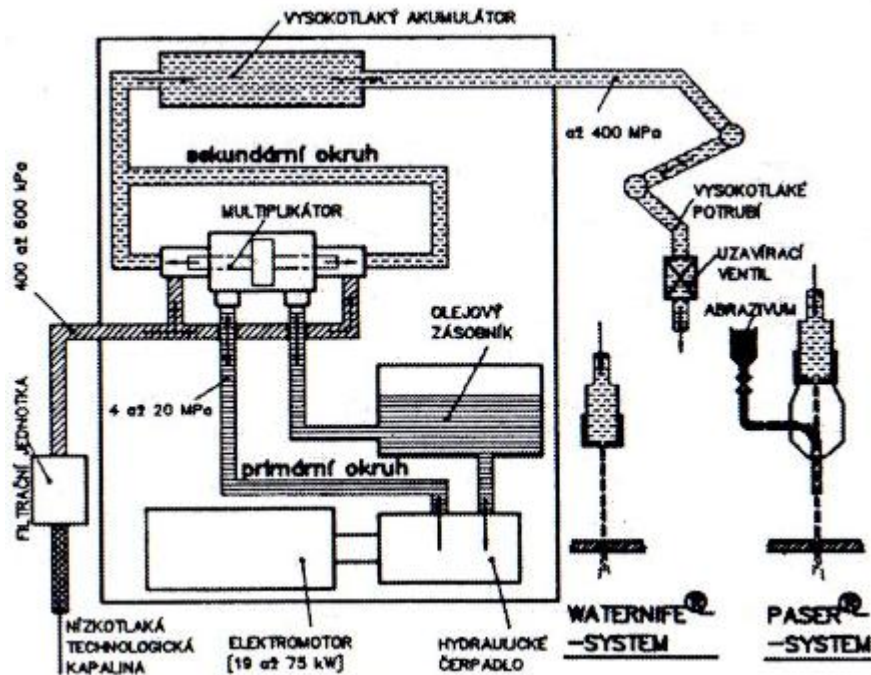 VYSOKOTLAKÝ AKUMULÁTOR
až 400 MPa
sekundární okruh
MULTIPLIKÁTOR
VYSOKOTLAKÉ
POTRUBÍ
UZAVÍRACÍ
VENTIL
400 až 600 kPa
OLEJOVÝ
ZÁSOBNÍK
ABRAZIVUM
4 až 20 MPa
FILTRAČNÍ JEDNOTKA
primární okruh
NÍZKOTLAKÁ
TECHNOLOGICKÁ
KAPALINA
ELEKTROMOTOR
[19 až 75 kW]
HYDRAULICKÉ
ČERPADLO
WATERNIFE®-
-SYSTEM
PASER®-
-SYSTEM